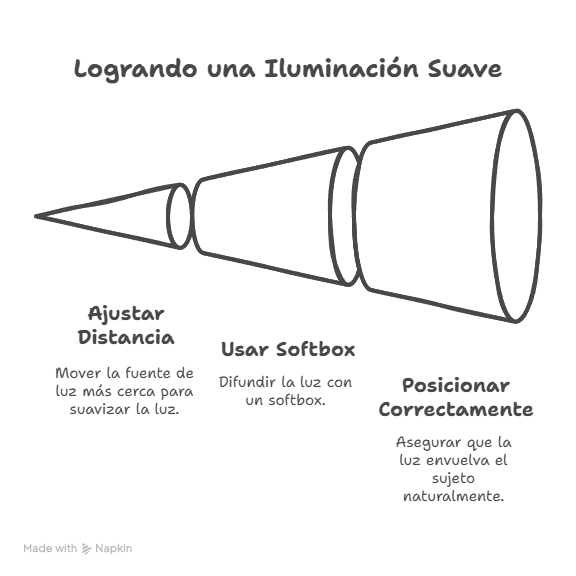 Logrando una Iluminación Suave
Ajustar
Distancia
Mover la fuente de
luz más cerca para
suavizar la luz.
Usar Softbox
Difundir la luz con
un softbox.
Posicionar
Correctamente
Asegurar que la
luz envuelva el
sujeto
naturalmente.
Made with Napkin